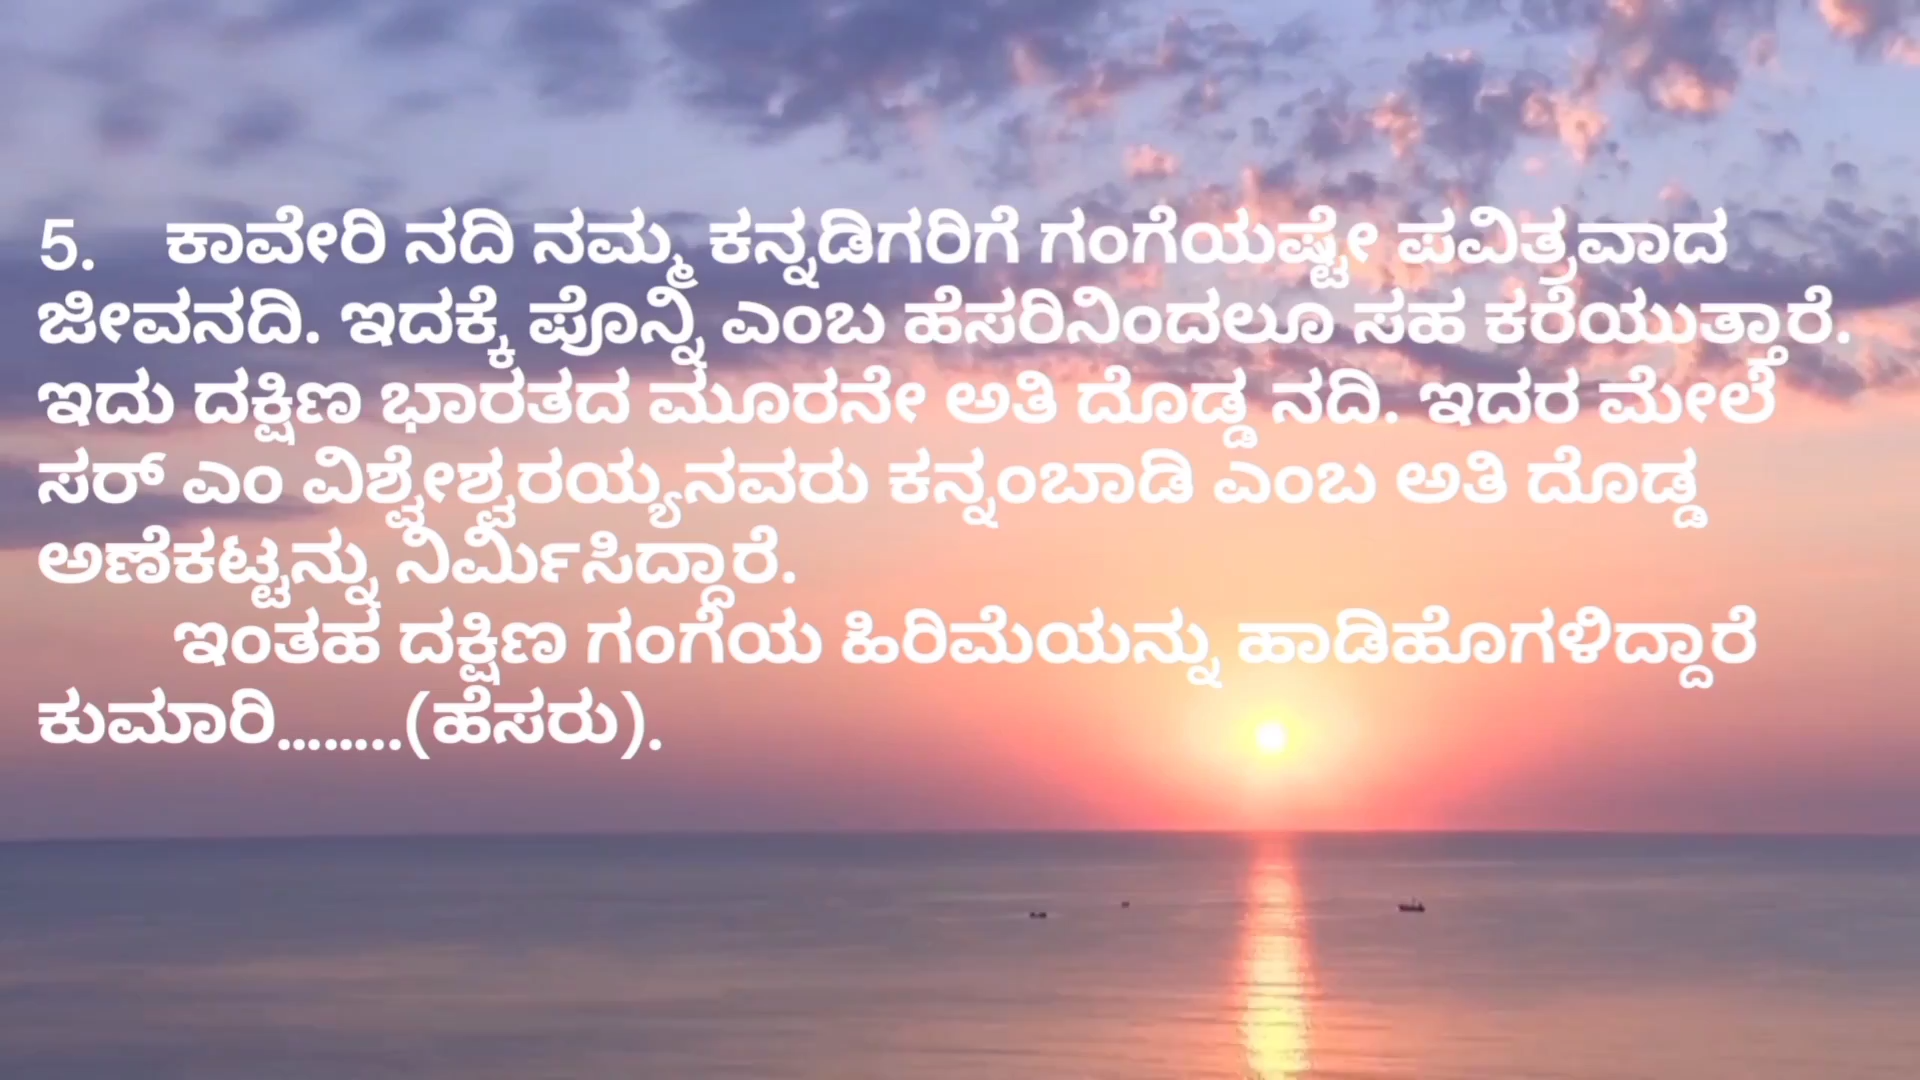 5. ಕಾವೇರಿ ನದಿ ನಮ್ಮ ಕನ್ನಡಿಗರಿಗೆ ಗಂಗೆಯಷ್ಟೇ ಪವಿತ್ರವಾದ
ಜೀವನದಿ. ಇದಕ್ಕೆ ಪೊನ್ನಿ ಎಂಬ ಹೆಸರಿನಿಂದಲೂ ಸಹ ಕರೆಯುತ್ತಾರೆ.
ಇದು ದಕ್ಷಿಣ ಭಾರತದ ಮೂರನೇ ಅತಿ ದೊಡ್ಡ ನದಿ. ಇದರ ಮೇಲೆ
ಸರ್ ಎಂ ವಿಶ್ವೇಶ್ವರಯ್ಯನವರು ಕನ್ನಂಬಾಡಿ ಎಂಬ ಅತಿ ದೊಡ್ಡ
ಅಣೆಕಟ್ಟನ್ನು ನಿರ್ಮಿಸಿದ್ದಾರೆ.
ಇಂತಹ ದಕ್ಷಿಣ ಗಂಗೆಯ ಹಿರಿಮೆಯನ್ನು ಹಾಡಿಹೊಗಳಿದ್ದಾರೆ
ಕುಮಾರಿ........(ಹೆಸರು).